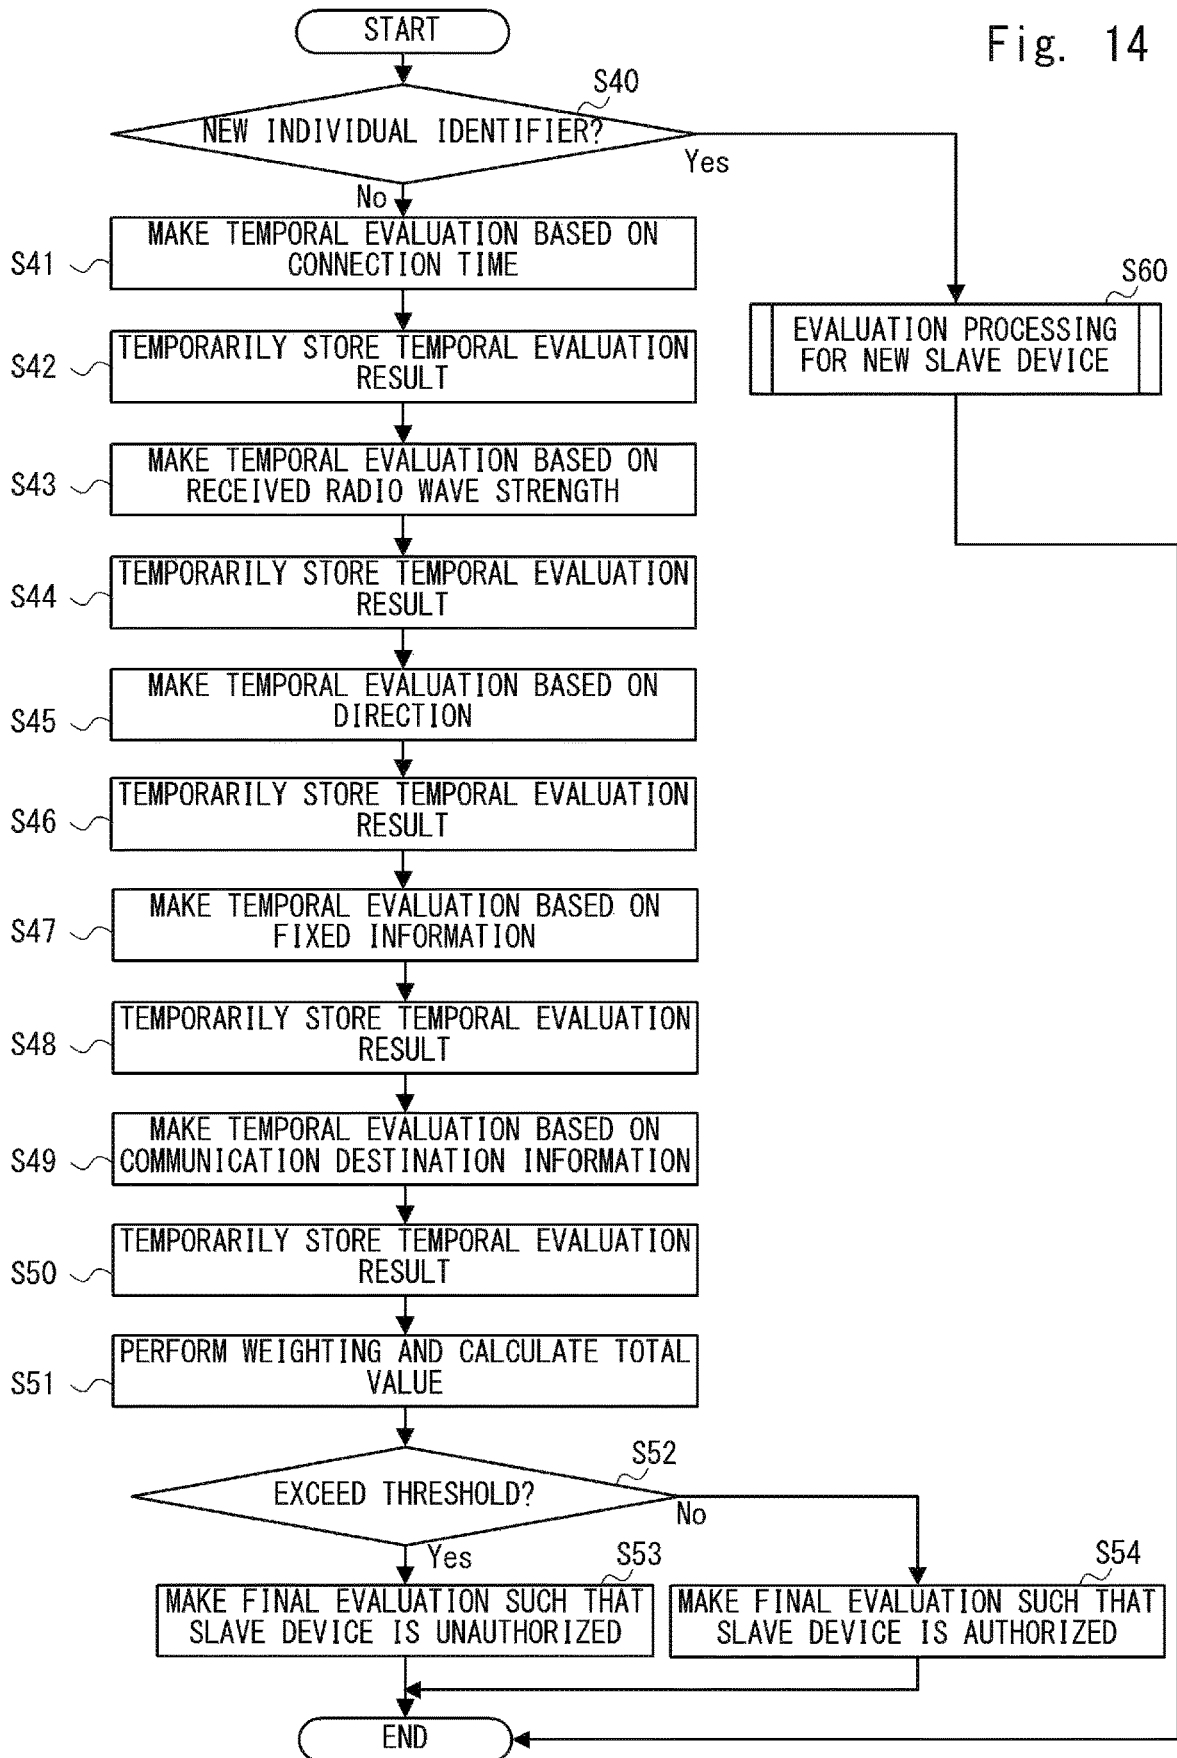 Fig. 14
START
S40
NEW INDIVIDUAL IDENTIFIER?
Yes
No
S41
MAKE TEMPORAL EVALUATION BASED ON
CONNECTION TIME
S60
EVALUATION PROCESSING
FOR NEW SLAVE DEVICE
S42
TEMPORARILY STORE TEMPORAL EVALUATION
RESULT
S43
MAKE TEMPORAL EVALUATION BASED ON
RECEIVED RADIO WAVE STRENGTH
S44
TEMPORARILY STORE TEMPORAL EVALUATION
RESULT
S45
MAKE TEMPORAL EVALUATION BASED ON
DIRECTION
S46
TEMPORARILY STORE TEMPORAL EVALUATION
RESULT
S47
MAKE TEMPORAL EVALUATION BASED ON
FIXED INFORMATION
S48
TEMPORARILY STORE TEMPORAL EVALUATION
RESULT
S49
MAKE TEMPORAL EVALUATION BASED ON
COMMUNICATION DESTINATION INFORMATION
S50
TEMPORARILY STORE TEMPORAL EVALUATION
RESULT
S51
PERFORM WEIGHTING AND CALCULATE TOTAL
VALUE
S52
EXCEED THRESHOLD?
No
Yes
S53
MAKE FINAL EVALUATION SUCH THAT
SLAVE DEVICE IS UNAUTHORIZED
S54
MAKE FINAL EVALUATION SUCH THAT
SLAVE DEVICE IS AUTHORIZED
END